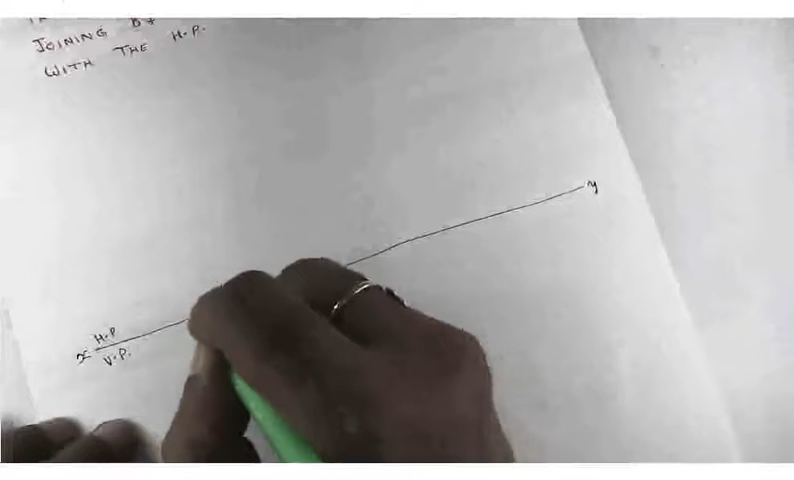 JOINING B &
WITH THE H.P.
y
H.P
x
V.P.